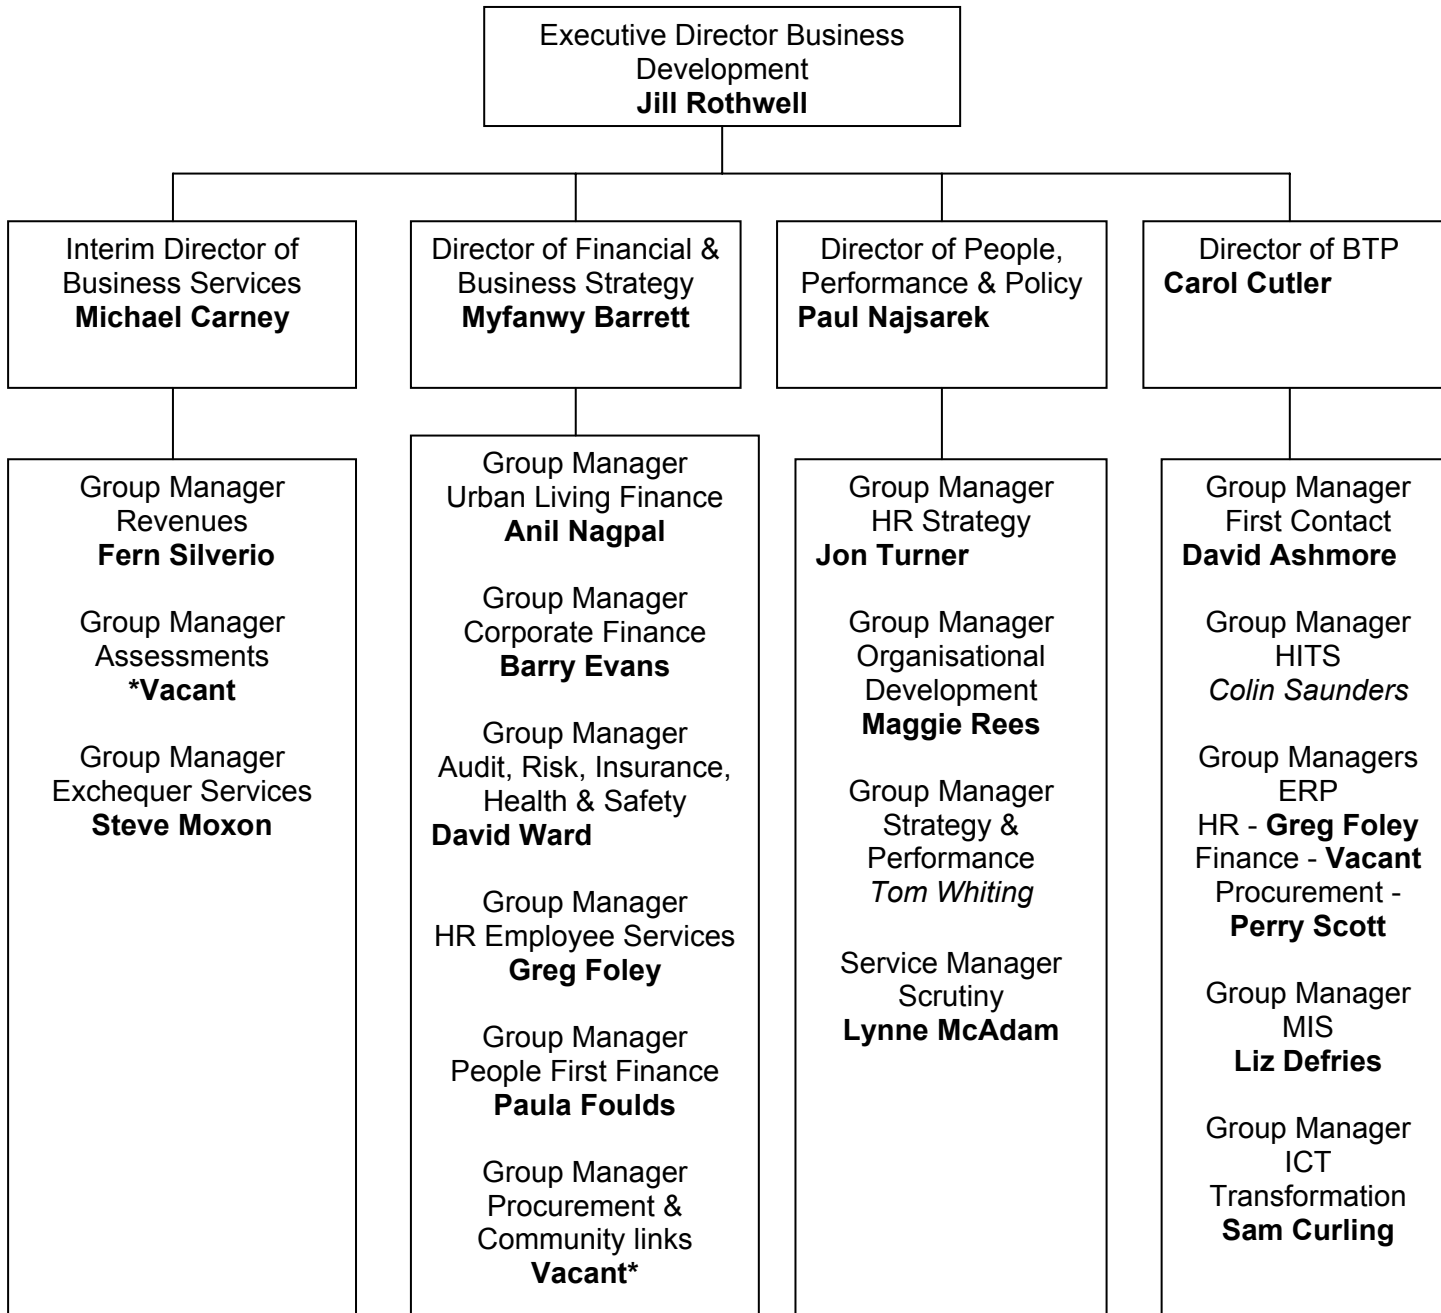 Executive Director Business
Development
Jill Rothwell
Interim Director of
Business Services
Michael Carney
Director of Financial &
Business Strategy
Myfanwy Barrett
Director of People,
Performance & Policy
Paul Najsarek
Director of BTP
Carol Cutler
Group Manager
Revenues
Fern Silverio
Group Manager
Assessments
*Vacant
Group Manager
Exchequer Services
Steve Moxon
Group Manager
Urban Living Finance
Anil Nagpal
Group Manager
Corporate Finance
Barry Evans
Group Manager
Audit, Risk, Insurance,
Health & Safety
David Ward
Group Manager
HR Employee Services
Greg Foley
Group Manager
People First Finance
Paula Foulds
Group Manager
Procurement &
Community links
Vacant*
Group Manager
HR Strategy
Jon Turner
Group Manager
Organisational
Development
Maggie Rees
Group Manager
Strategy &
Performance
Tom Whiting
Service Manager
Scrutiny
Lynne McAdam
Group Manager
First Contact
David Ashmore
Group Manager
HITS
Colin Saunders
Group Managers
ERP
HR - Greg Foley
Finance - Vacant
Procurement -
Perry Scott
Group Manager
MIS
Liz Defries
Group Manager
ICT
Transformation
Sam Curling